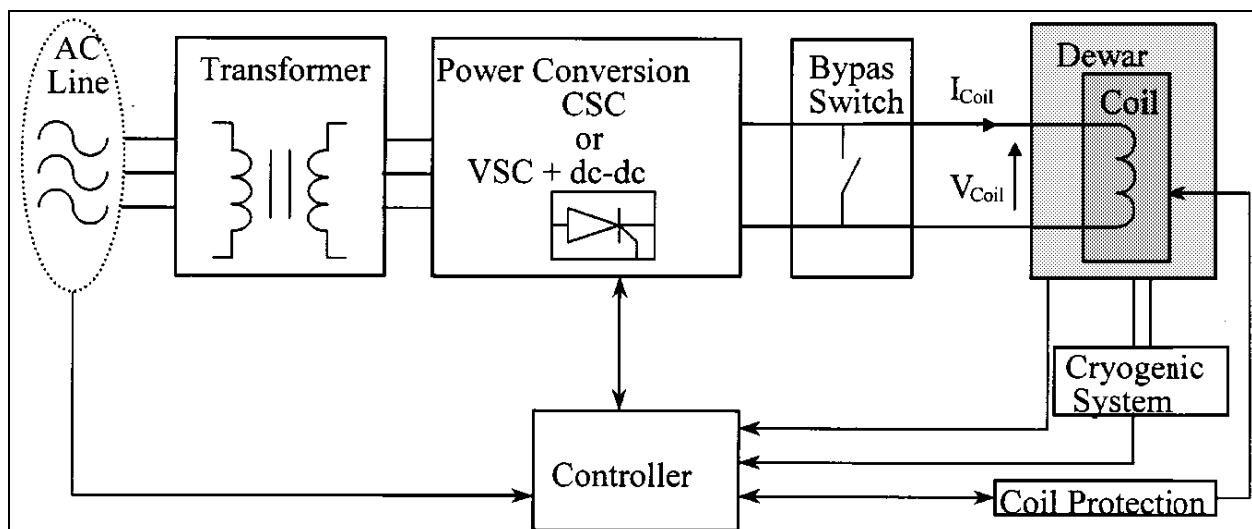 AC
Line
Transformer
Power Conversion
CSC
or
VSC + dc-dc
Bypas
Switch
I_Coil
V_Coil
Dewar
Coil
Cryogenic
System
Controller
Coil Protection